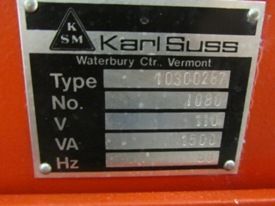 K
SM
Karl Suss
Waterbury Ctr., Vermont
Type 10300267
No. 1080
V 110
VA 1500
Hz